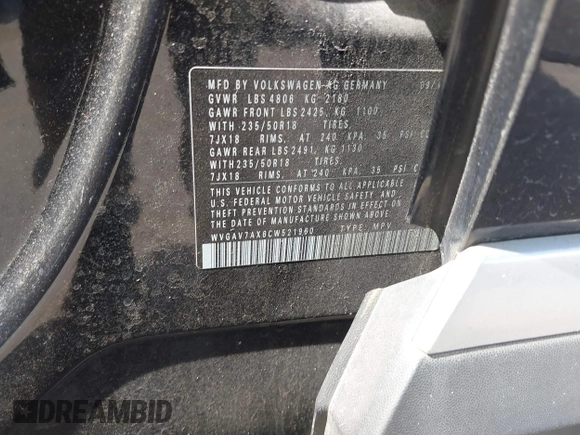 MFD BY VOLKSWAGEN AG GERMANY
GVWR LBS 4806 KG 2180
GAWR FRONT LBS 2425, KG 1100
WITH 235/50R18 TIRES.
7JX18 RIMS. AT 240 KPA. 35 PSI
GAWR REAR LBS 2491, KG 1130
WITH 235/50R18 TIRES.
7JX18 RIMS. AT 240 KPA. 35 PSI
THIS VEHICLE CONFORMS TO ALL APPLICABLE
U.S. FEDERAL MOTOR VEHICLE SAFETY AND
THEFT PREVENTION STANDARDS IN EFFECT ON
THE DATE OF MANUFACTURE SHOWN ABOVE
WVGAV7AX6CW521960 TYPE: MPV
DREAMBID